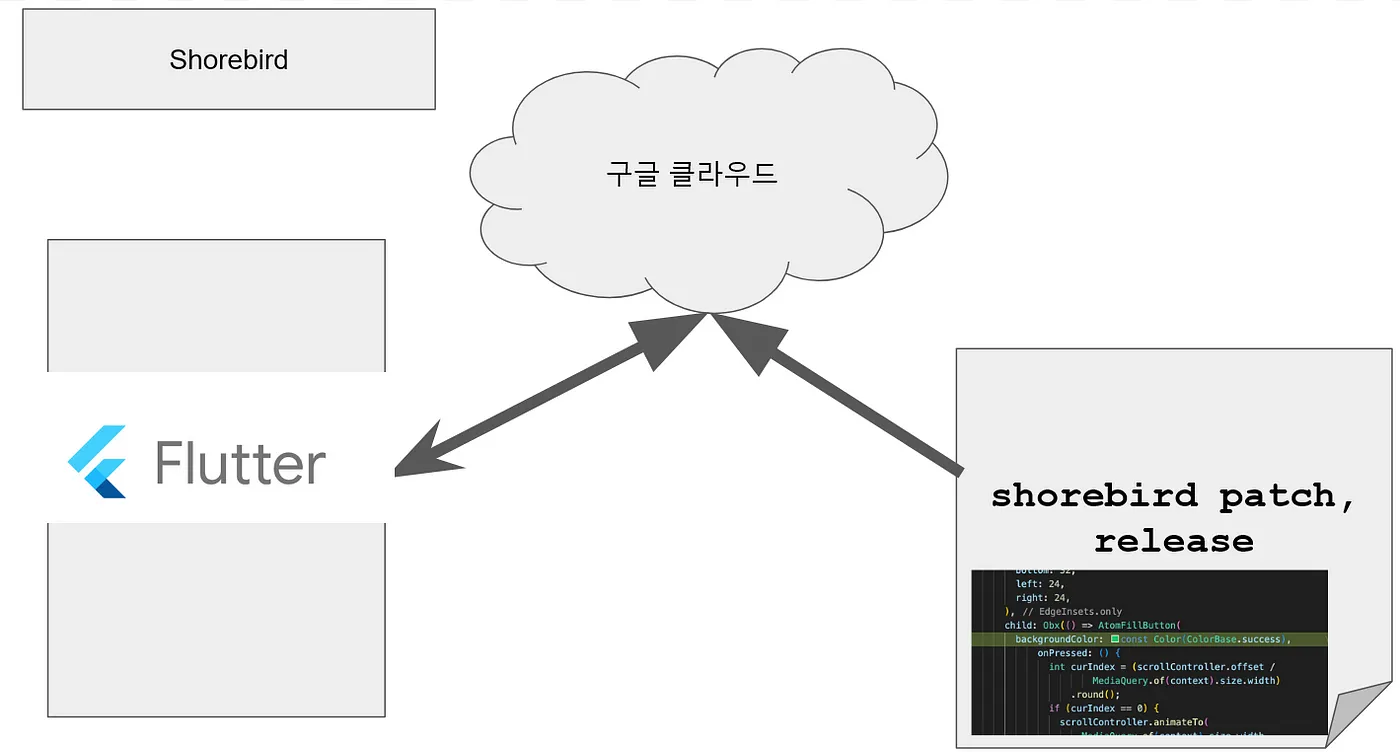 Shorebird
구글 클라우드
Flutter
shorebird patch,
release
bottom: 32,
left: 24,
right: 24,
), // EdgeInsets.only
child: Obx(() => AtomFillButton(
backgroundColor: const Color(ColorBase.success),
onPressed: () {
int curIndex = (scrollController.offset /
MediaQuery.of(context).size.width)
.round();
if (curIndex == 0) {
scrollController.animateTo(
MediaQuery.of(context).size.width